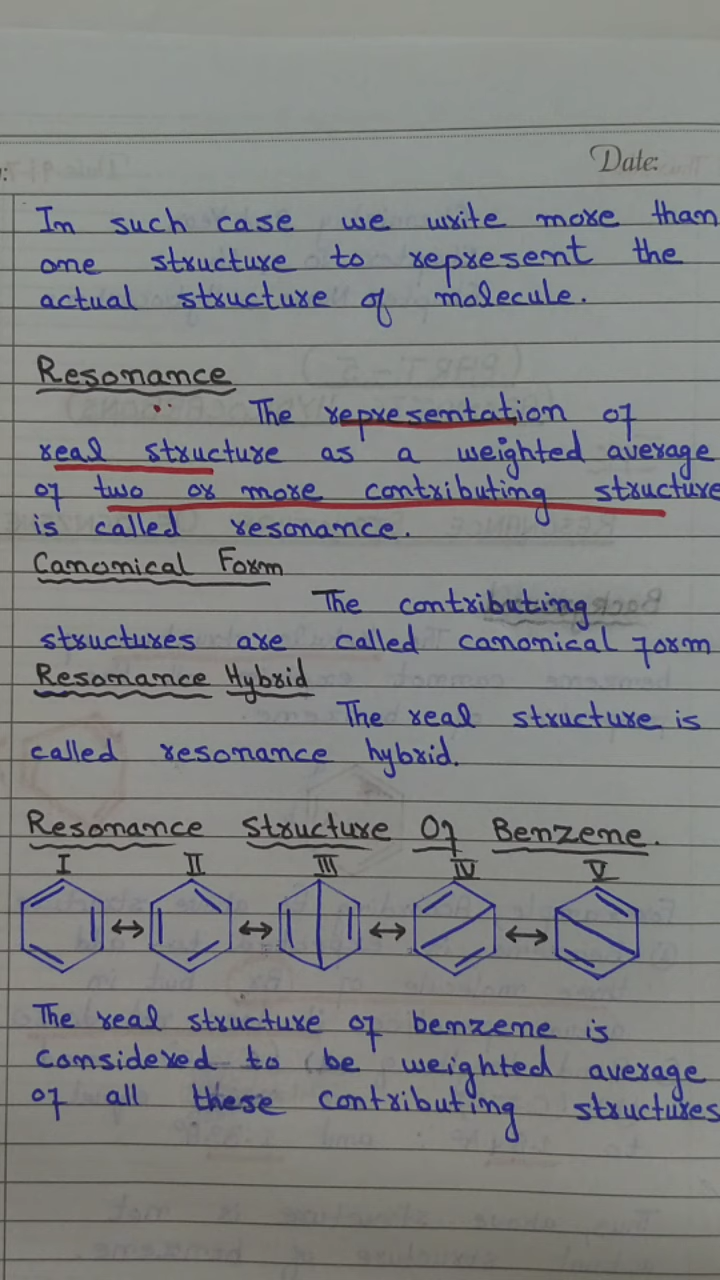 Date:
In such case we write more than
one structure to represent the
actual structure of molecule.
Resonance
The representation of
real structure as a weighted average
of two or more contributing structure
is called resonance.
Canonical Form
The contributing
structures are called canonical form
Resonance Hybrid
The real structure is
called resonance hybrid.
Resonance Structure Of Benzene.
I II III IV V
The real structure of benzene is
considered to be weighted average
of all these contributing structures